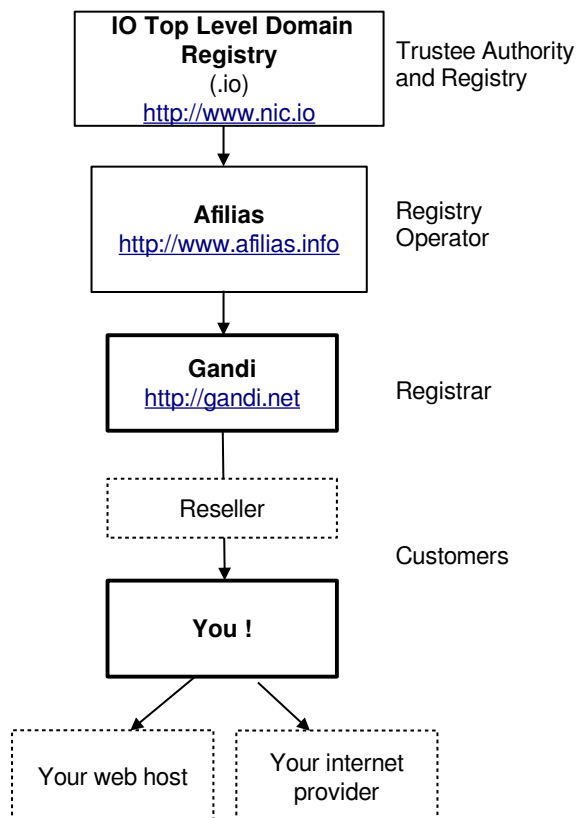 IO Top Level Domain
Registry
(.io)
http://www.nic.io
Trustee Authority
and Registry
Afilias
http://www.afilias.info
Registry
Operator
Gandi
http://gandi.net
Registrar
Reseller
Customers
You !
Your web host
Your internet
provider